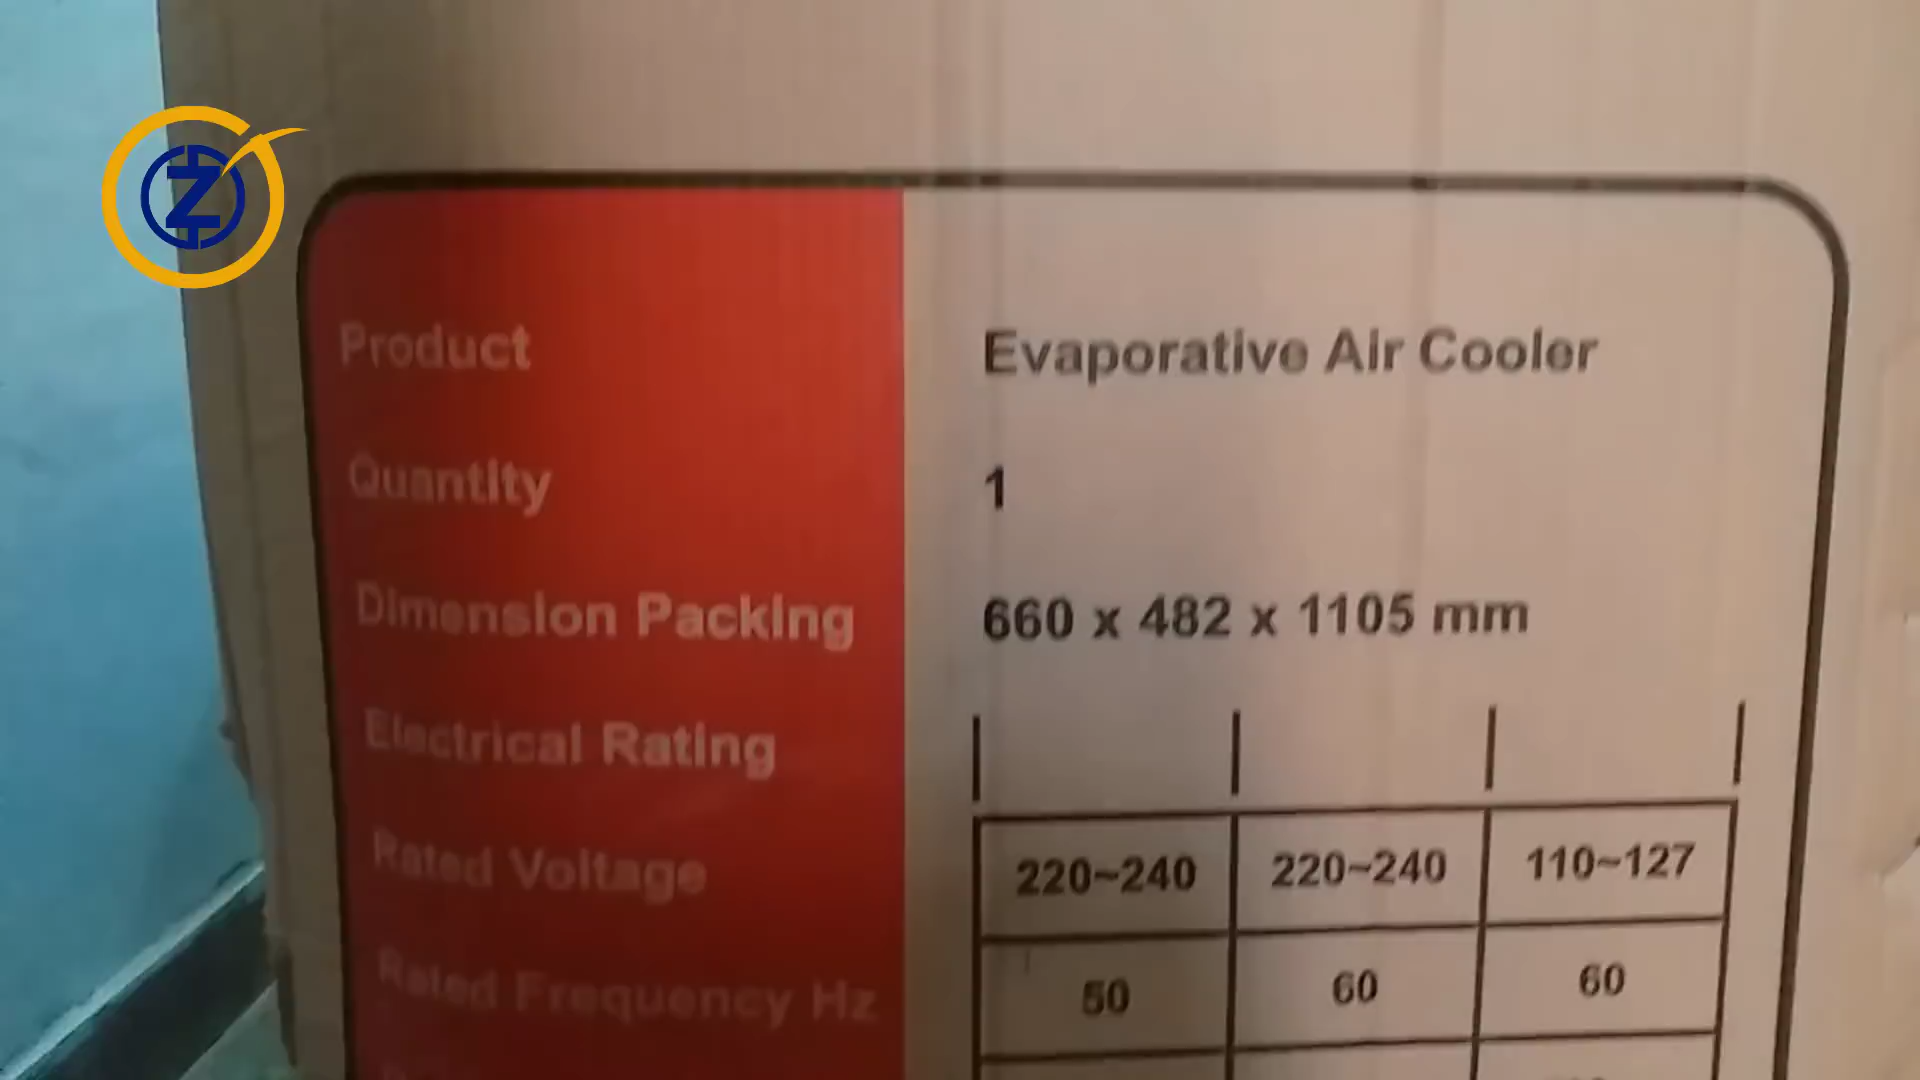 Product Evaporative Air Cooler
Quantity 1
Dimension Packing 660 x 482 x 1105 mm
Electrical Rating
Rated Voltage 220~240 220~240 110~127
Rated Frequency Hz 50 60 60
Z